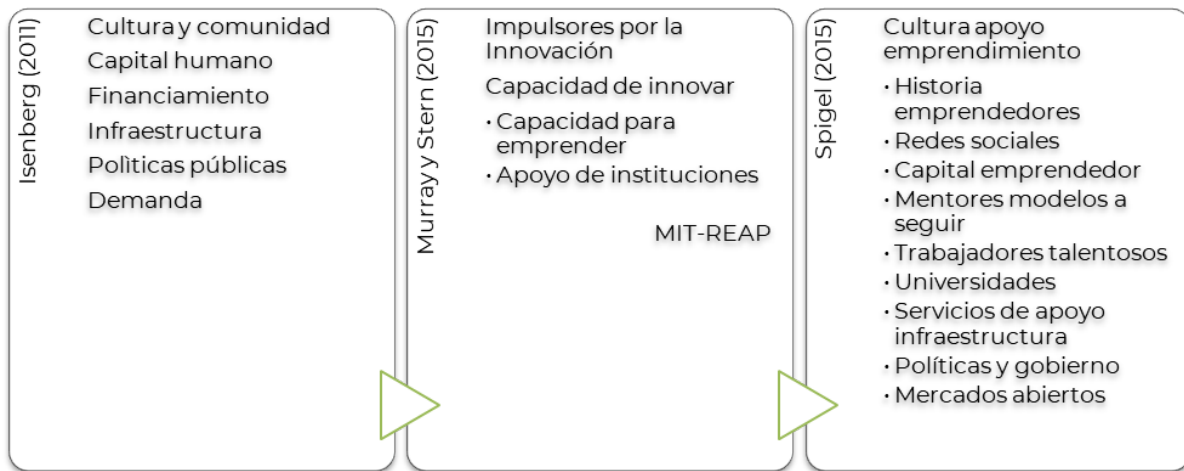 Isenberg (2011)
Cultura y comunidad
Capital humano
Financiamiento
Infraestructura
Polìticas públicas
Demanda
Murray y Stern (2015)
Impulsores por la
Innovación
Capacidad de innovar
• Capacidad para
emprender
• Apoyo de instituciones
MIT-REAP
Spigel (2015)
Cultura apoyo
emprendimiento
• Historia
emprendedores
• Redes sociales
• Capital emprendedor
• Mentores modelos a
seguir
• Trabajadores talentosos
• Universidades
• Servicios de apoyo
infraestructura
• Políticas y gobierno
• Mercados abiertos